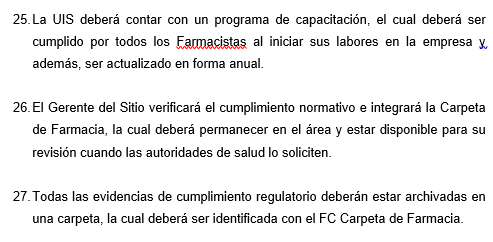 25. La UIS deberá contar con un programa de capacitación, el cual deberá ser
cumplido por todos los Farmacistas al iniciar sus labores en la empresa y
además, ser actualizado en forma anual.
26. El Gerente del Sitio verificará el cumplimiento normativo e integrará la Carpeta
de Farmacia, la cual deberá permanecer en el área y estar disponible para su
revisión cuando las autoridades de salud lo soliciten.
27. Todas las evidencias de cumplimiento regulatorio deberán estar archivadas en
una carpeta, la cual deberá ser identificada con el FC Carpeta de Farmacia.